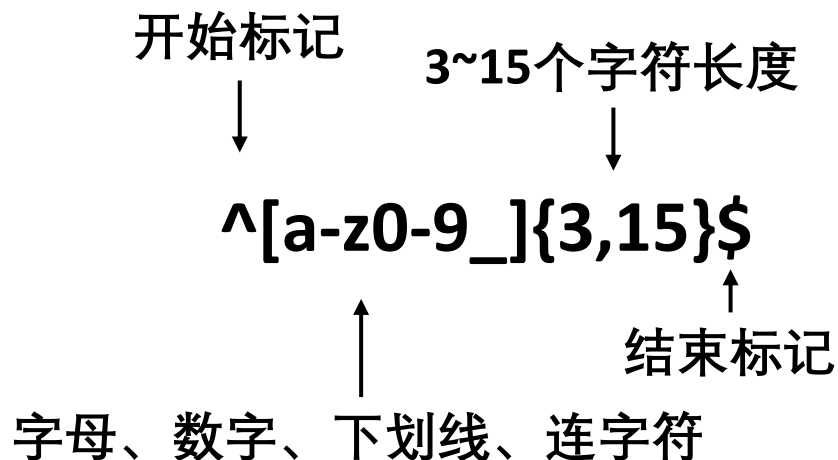 开始标记
3~15个字符长度
^[a-z0-9_]{3,15}$
结束标记
字母、数字、下划线、连字符